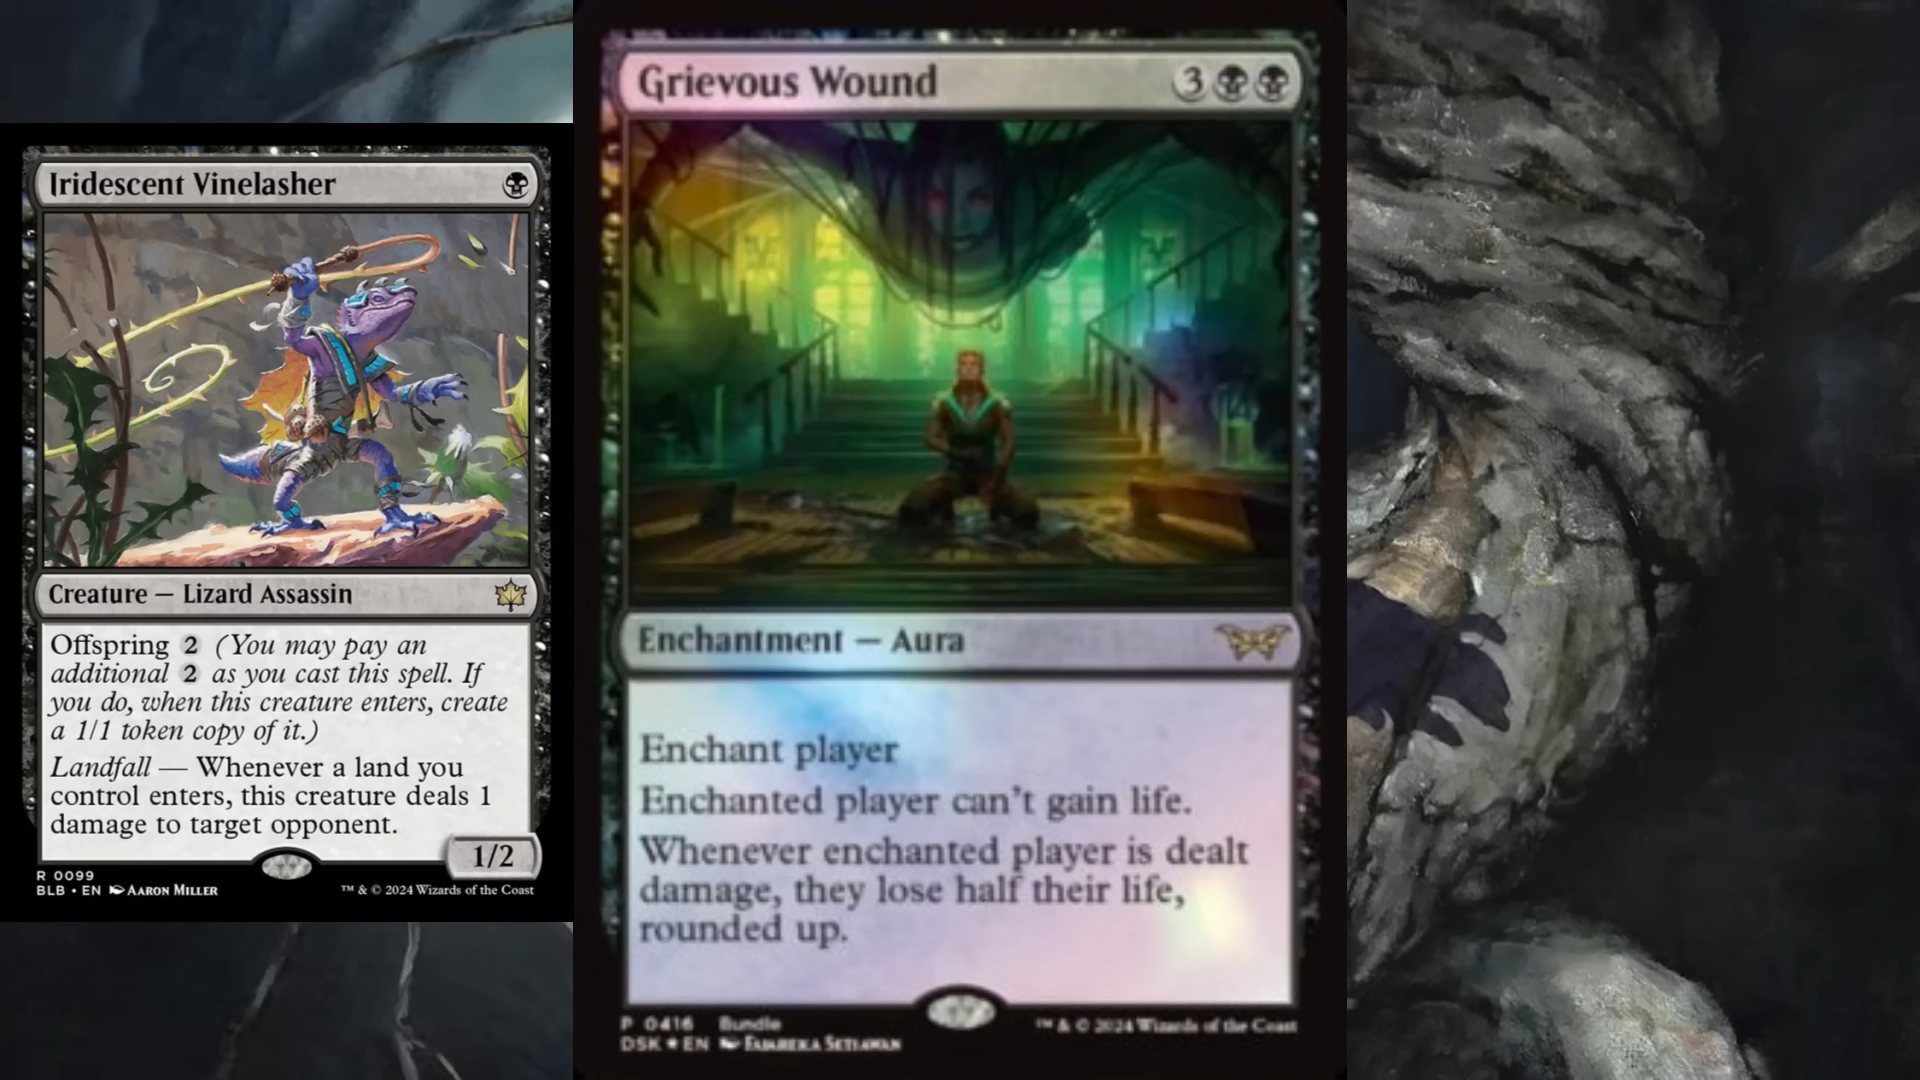 Iridescent Vinelasher
Creature — Lizard Assassin
Offspring 2 (You may pay an
additional 2 as you cast this spell. If
you do, when this creature enters, create
a 1/1 token copy of it.)
Landfall — Whenever a land you
control enters, this creature deals 1
damage to target opponent.
1/2
R 0099
BLB • EN AARON MILLER
™ & © 2024 Wizards of the Coast
Grievous Wound 3
Enchantment — Aura
Enchant player
Enchanted player can't gain life.
Whenever enchanted player is dealt
damage, they lose half their life,
rounded up.
P 0416 Bundle
DSK ★ EN FAJAREKA SETIAWAN
™ & © 2024 Wizards of the Coast